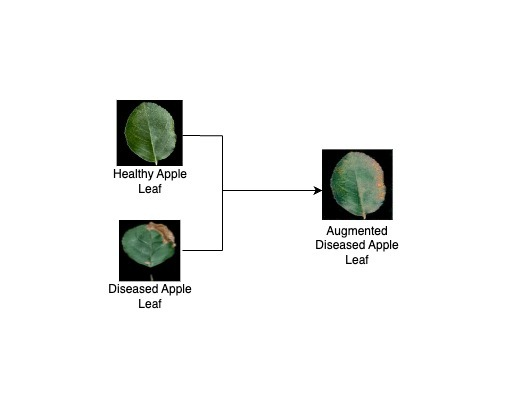 Healthy Apple
Leaf
Diseased Apple
Leaf
Augmented
Diseased Apple
Leaf